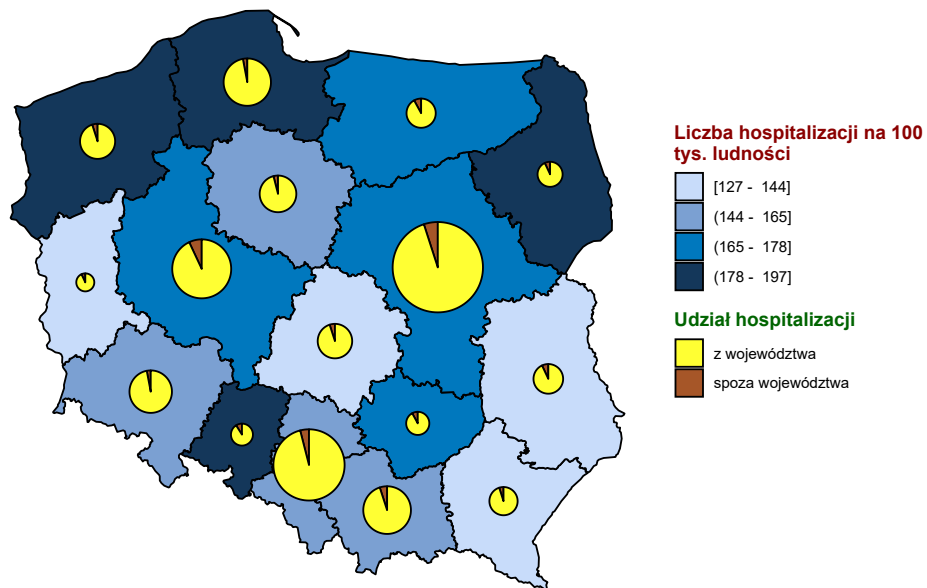 Liczba hospitalizacji na 100
tys. ludności
[127 - 144]
(144 - 165]
(165 - 178]
(178 - 197]
Udział hospitalizacji
z województwa
spoza województwa